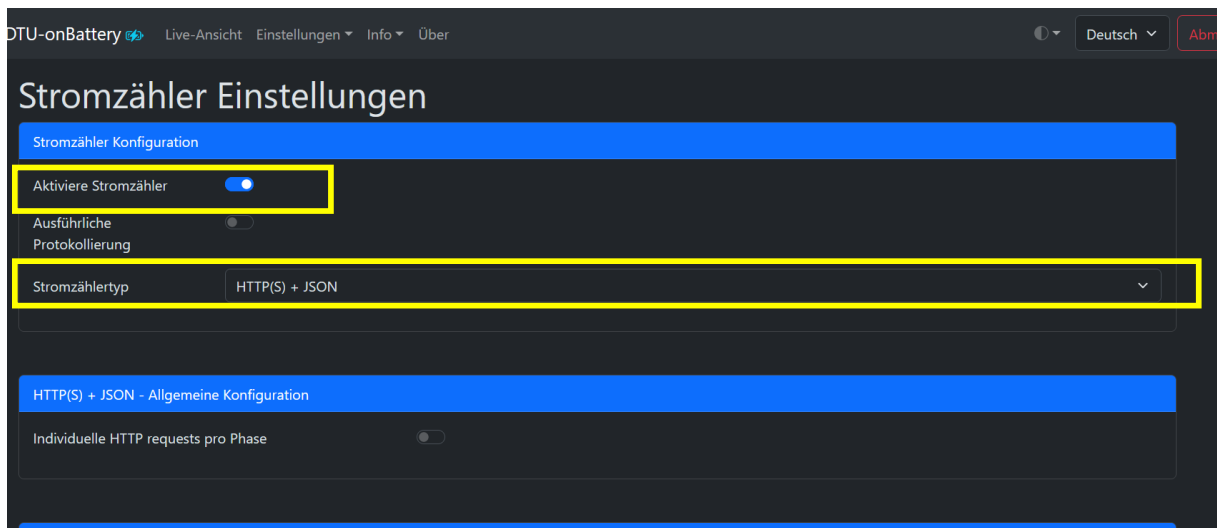 DTU-onBattery Live-Ansicht Einstellungen Info Über Deutsch Abm
Stromzähler Einstellungen
Stromzähler Konfiguration
Aktiviere Stromzähler
Ausführliche
Protokollierung
Stromzählertyp HTTP(S) + JSON
HTTP(S) + JSON - Allgemeine Konfiguration
Individuelle HTTP requests pro Phase